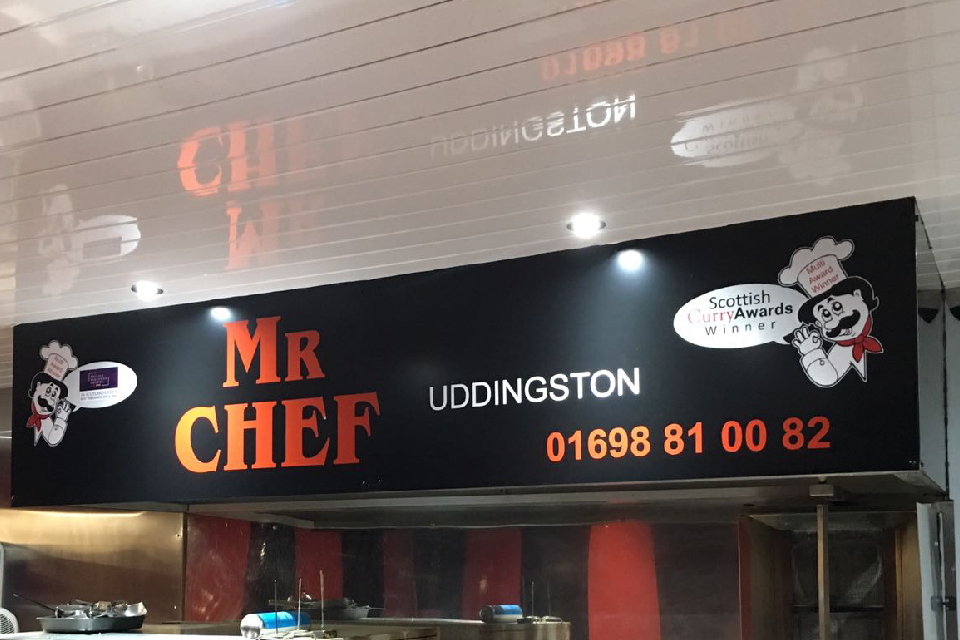 MR
CHEF
UDDINGSTON
01698 81 00 82
Scottish
CurryAwards
Winner
Multi
Award
Winner